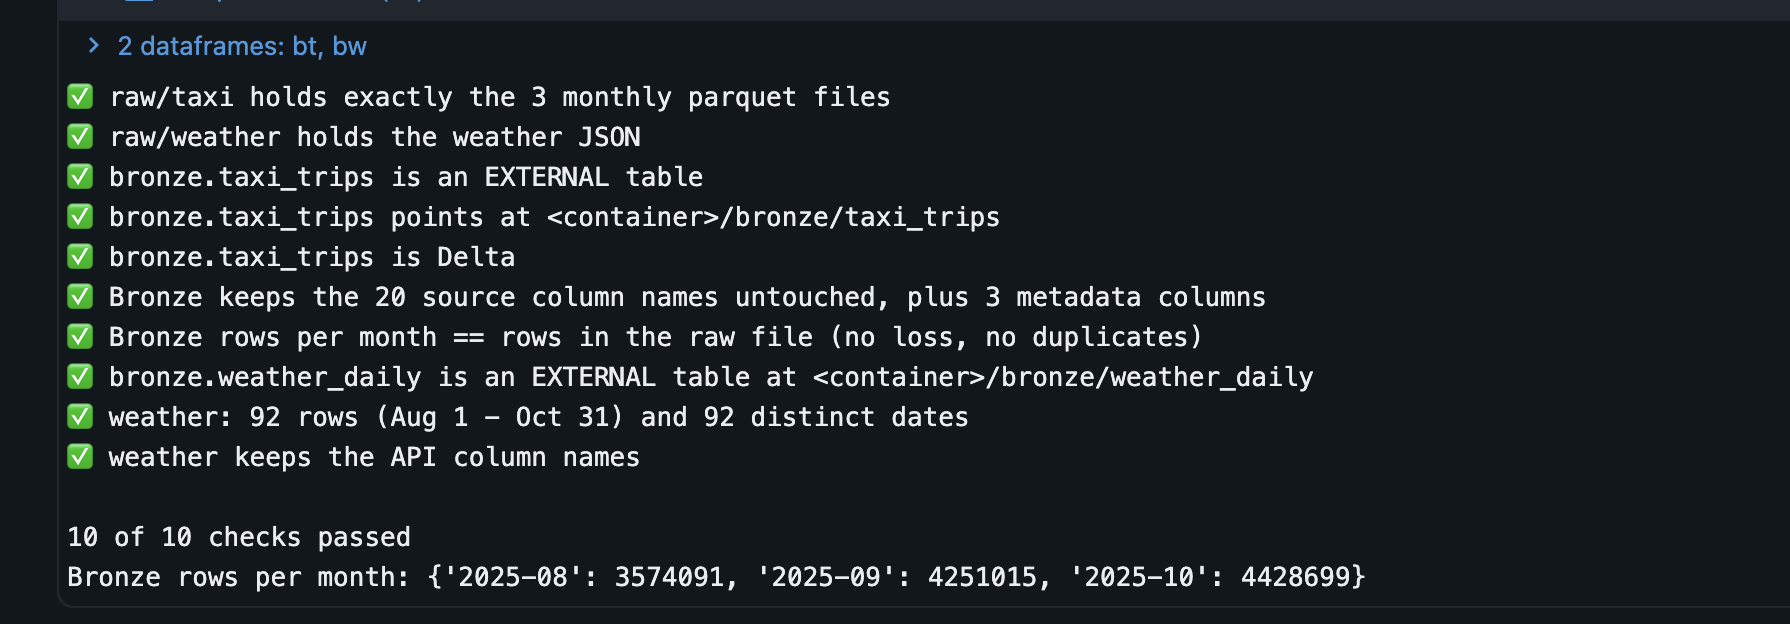 2 dataframes: bt, bw
✅ raw/taxi holds exactly the 3 monthly parquet files
✅ raw/weather holds the weather JSON
✅ bronze.taxi_trips is an EXTERNAL table
✅ bronze.taxi_trips points at <container>/bronze/taxi_trips
✅ bronze.taxi_trips is Delta
✅ Bronze keeps the 20 source column names untouched, plus 3 metadata columns
✅ Bronze rows per month == rows in the raw file (no loss, no duplicates)
✅ bronze.weather_daily is an EXTERNAL table at <container>/bronze/weather_daily
✅ weather: 92 rows (Aug 1 – Oct 31) and 92 distinct dates
✅ weather keeps the API column names
10 of 10 checks passed
Bronze rows per month: {'2025-08': 3574091, '2025-09': 4251015, '2025-10': 4428699}